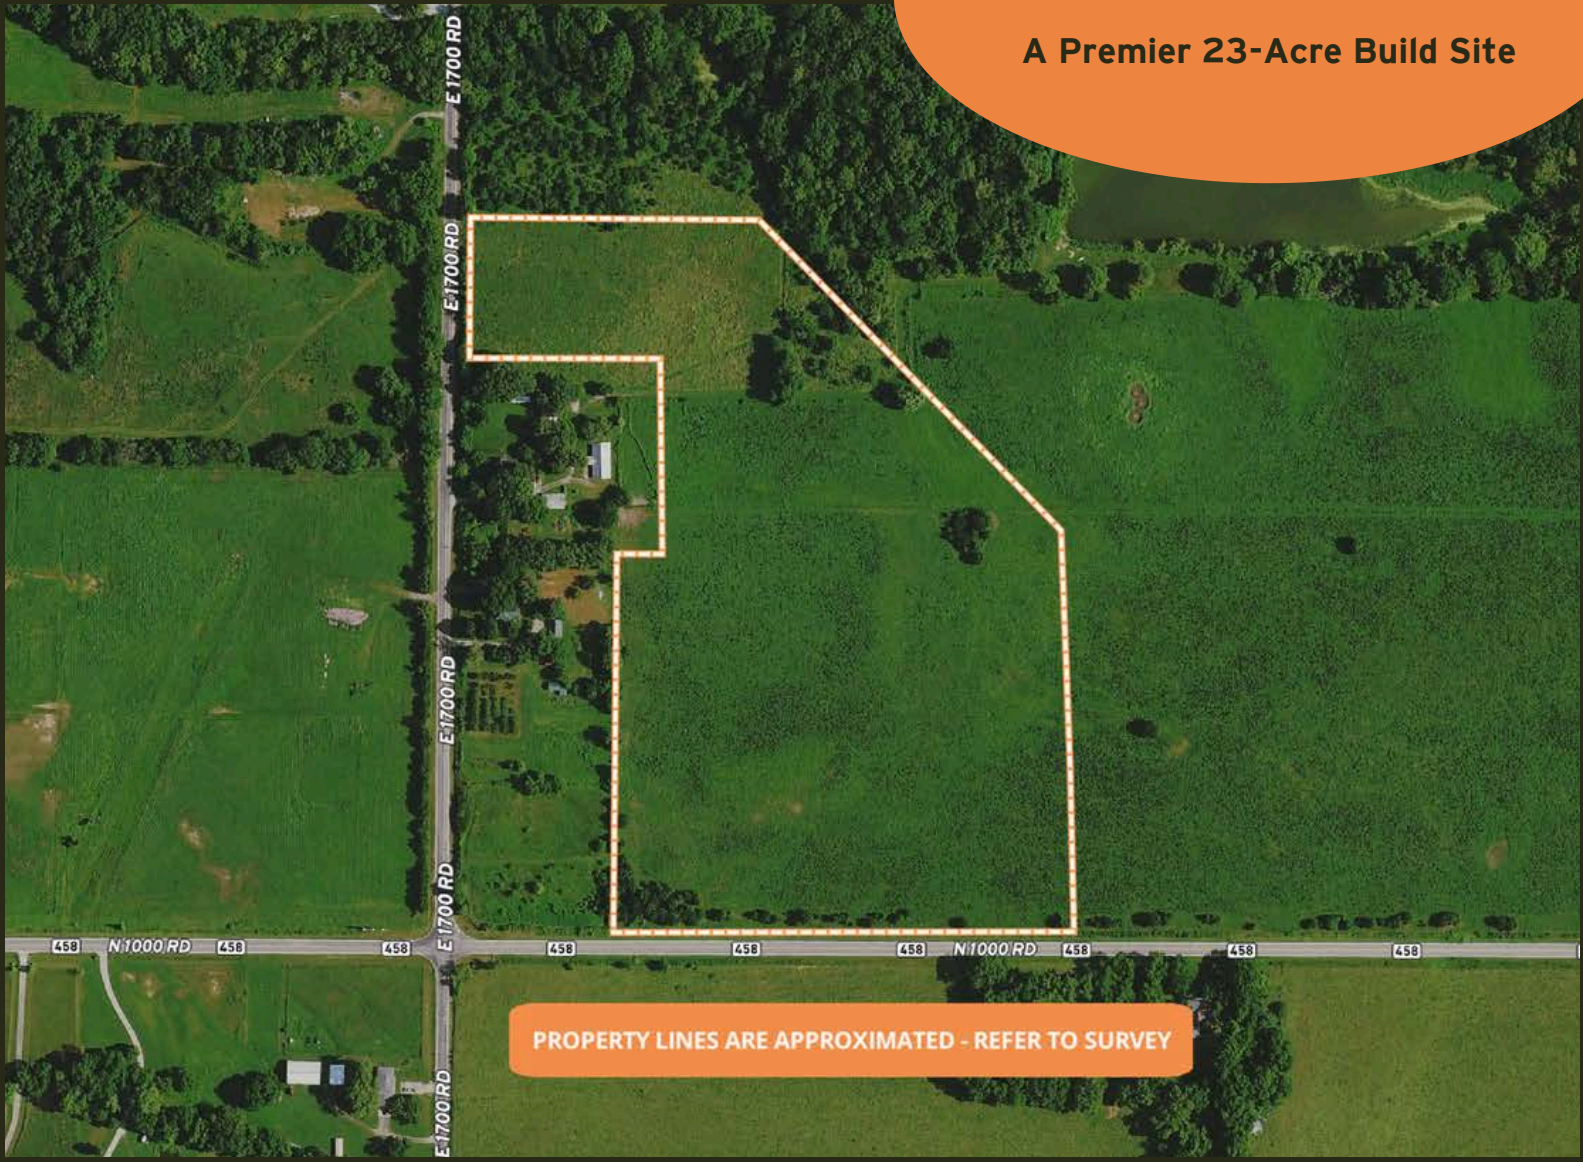 A Premier 23-Acre Build Site
E 1700 RD
E 1700 RD
E 1700 RD
E 1700 RD
458 N 1000 RD 458 458 458 458 458 N 1000 RD 458 458 458
PROPERTY LINES ARE APPROXIMATED - REFER TO SURVEY
E 1700 RD